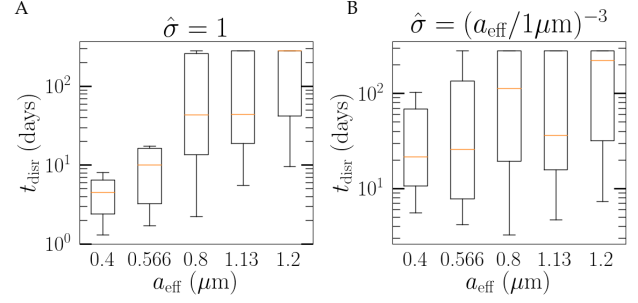 A
σ̂ = 1
t_disr (days)
10²
10¹
10⁰
0.4 0.566 0.8 1.13 1.2
a_eff (μm)
B
σ̂ = (a_eff/1μm)⁻³
t_disr (days)
10²
10¹
0.4 0.566 0.8 1.13 1.2
a_eff (μm)